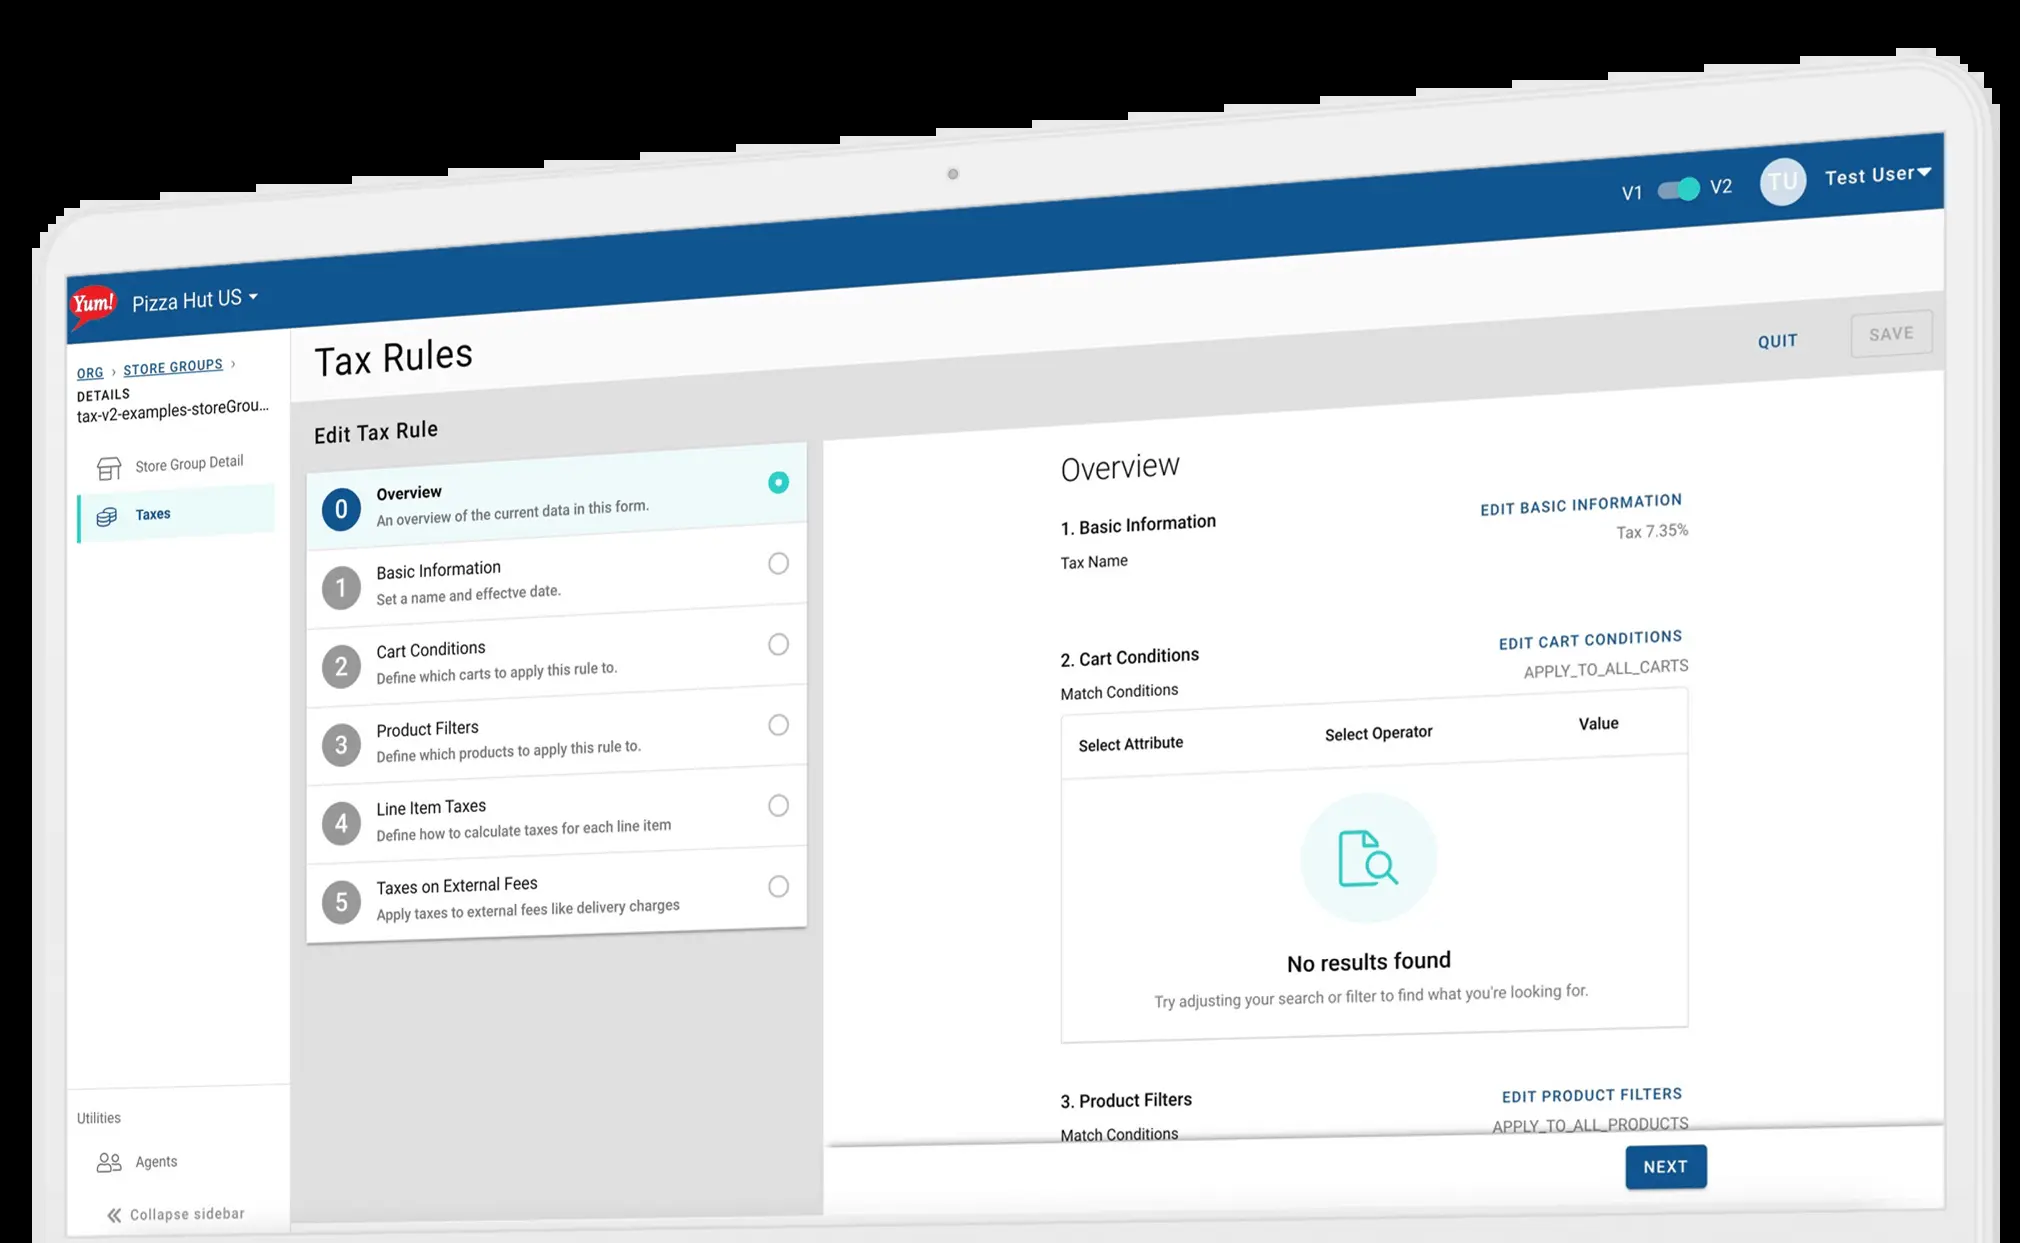 V1 V2 TU Test User
Yum! Pizza Hut US
ORG › STORE GROUPS ›
DETAILS
tax-v2-examples-storeGrou...
Store Group Detail
Taxes
Utilities
Agents
Collapse sidebar
Tax Rules
QUIT SAVE
Edit Tax Rule
0 Overview
An overview of the current data in this form.
1 Basic Information
Set a name and effectve date.
2 Cart Conditions
Define which carts to apply this rule to.
3 Product Filters
Define which products to apply this rule to.
4 Line Item Taxes
Define how to calculate taxes for each line item
5 Taxes on External Fees
Apply taxes to external fees like delivery charges
Overview
1. Basic Information EDIT BASIC INFORMATION
Tax Name Tax 7.35%
2. Cart Conditions EDIT CART CONDITIONS
Match Conditions APPLY_TO_ALL_CARTS
Select Attribute Select Operator Value
No results found
Try adjusting your search or filter to find what you're looking for.
3. Product Filters EDIT PRODUCT FILTERS
Match Conditions APPLY_TO_ALL_PRODUCTS
NEXT